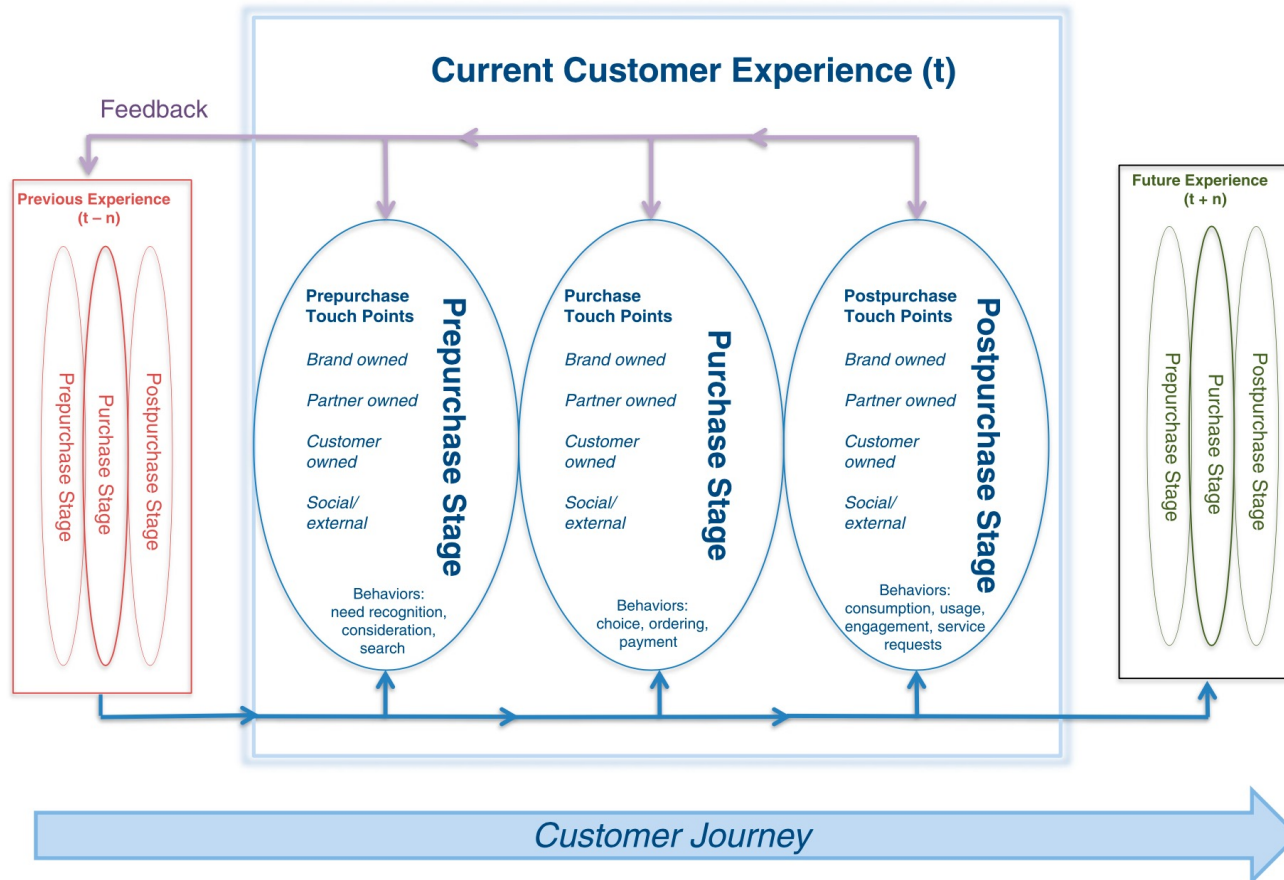 Current Customer Experience (t)
Feedback
Previous Experience
(t – n)
Prepurchase Stage
Purchase Stage
Postpurchase Stage
Prepurchase
Touch Points
Brand owned
Partner owned
Customer
owned
Social/
external
Prepurchase Stage
Behaviors:
need recognition,
consideration,
search
Purchase
Touch Points
Brand owned
Partner owned
Customer
owned
Social/
external
Purchase Stage
Behaviors:
choice, ordering,
payment
Postpurchase
Touch Points
Brand owned
Partner owned
Customer
owned
Social/
external
Postpurchase Stage
Behaviors:
consumption, usage,
engagement, service
requests
Future Experience
(t + n)
Prepurchase Stage
Purchase Stage
Postpurchase Stage
Customer Journey